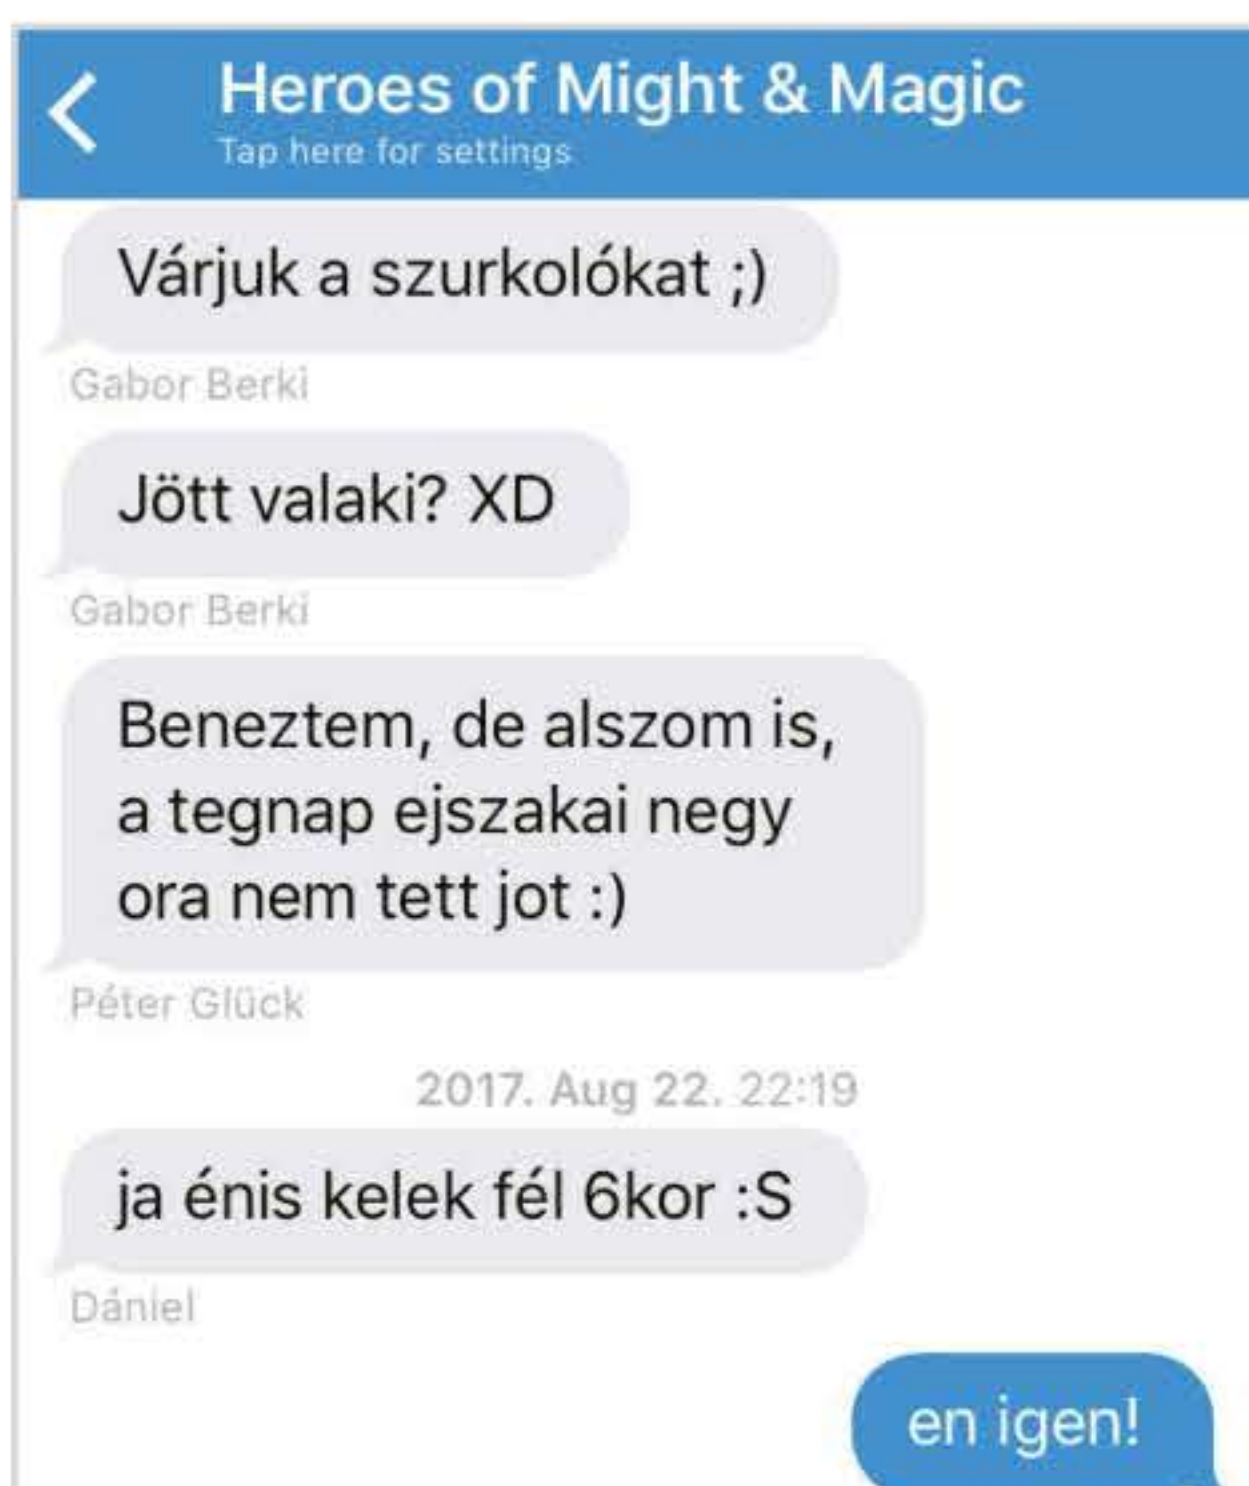 Heroes of Might & Magic
Tap here for settings
Várjuk a szurkolókat ;)
Gabor Berki
Jött valaki? XD
Gabor Berki
Beneztem, de alszom is,
a tegnap ejszakai negy
ora nem tett jot :)
Péter Glück
2017. Aug 22. 22:19
ja énis kelek fél 6kor :S
Dániel
en igen!